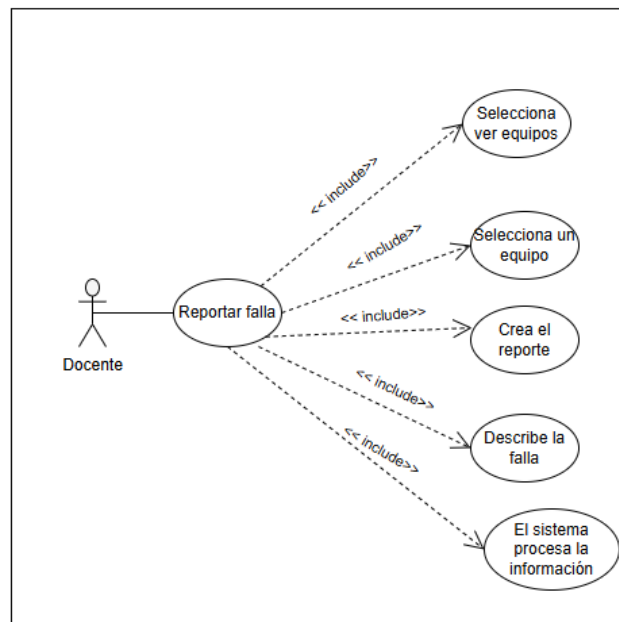 Selecciona
ver equipos
<< include>>
Selecciona un
equipo
<< include>>
Reportar falla
Docente
<< include>>
Crea el
reporte
<< include>>
Describe la
falla
<< include>>
El sistema
procesa la
información